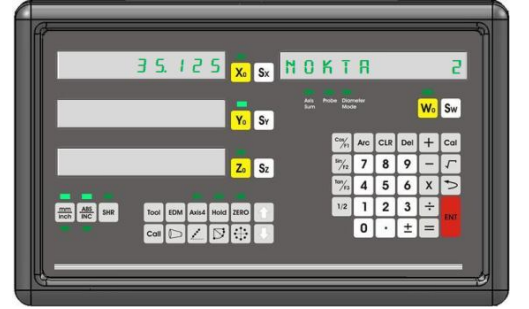 35.125 X₀ Sx NOKTA 2
Axis Sum Probe Diameter Mode
Y₀ Sy W₀ Sw
Z₀ Sz
Cos/F1 Arc CLR Del + Cal
Sin/F2 7 8 9 − √
Tan/F3 4 5 6 X
1/2 1 2 3 ÷ ENT
0 · ± =
mm inch ABS INC SHR
Tool EDM Axis4 Hold ZERO
Call